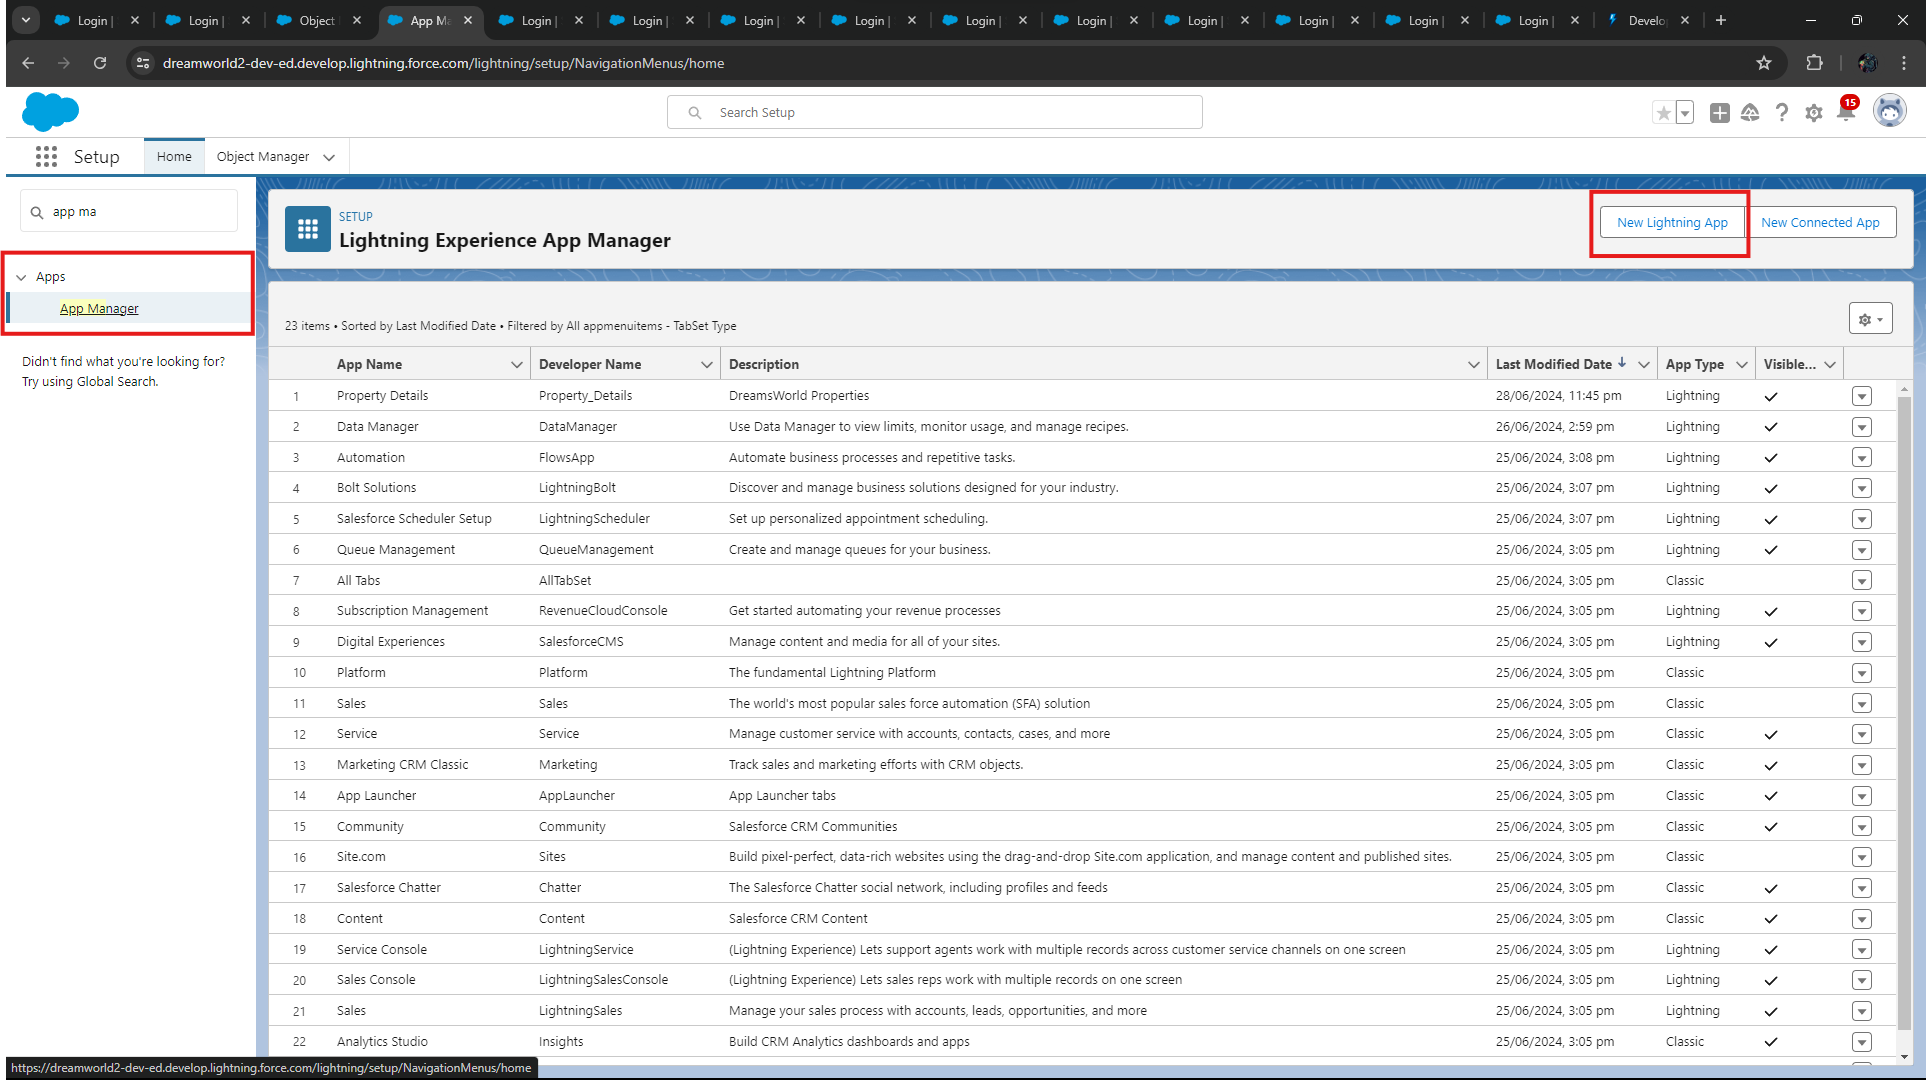 Login |
Login |
Object
App Ma
Login |
Login |
Login |
Login |
Login |
Login |
Login |
Login |
Login |
Login |
Develo
dreamworld2-dev-ed.develop.lightning.force.com/lightning/setup/NavigationMenus/home
Search Setup
15
Setup
Home
Object Manager
app ma
Apps
App Manager
Didn't find what you're looking for?
Try using Global Search.
SETUP
Lightning Experience App Manager
New Lightning App
New Connected App
23 items • Sorted by Last Modified Date • Filtered by All appmenuitems - TabSet Type
App Name Developer Name Description Last Modified Date App Type Visible...
1 Property Details Property_Details DreamsWorld Properties 28/06/2024, 11:45 pm Lightning
2 Data Manager DataManager Use Data Manager to view limits, monitor usage, and manage recipes. 26/06/2024, 2:59 pm Lightning
3 Automation FlowsApp Automate business processes and repetitive tasks. 25/06/2024, 3:08 pm Lightning
4 Bolt Solutions LightningBolt Discover and manage business solutions designed for your industry. 25/06/2024, 3:07 pm Lightning
5 Salesforce Scheduler Setup LightningScheduler Set up personalized appointment scheduling. 25/06/2024, 3:07 pm Lightning
6 Queue Management QueueManagement Create and manage queues for your business. 25/06/2024, 3:05 pm Lightning
7 All Tabs AllTabSet 25/06/2024, 3:05 pm Classic
8 Subscription Management RevenueCloudConsole Get started automating your revenue processes 25/06/2024, 3:05 pm Lightning
9 Digital Experiences SalesforceCMS Manage content and media for all of your sites. 25/06/2024, 3:05 pm Lightning
10 Platform Platform The fundamental Lightning Platform 25/06/2024, 3:05 pm Classic
11 Sales Sales The world's most popular sales force automation (SFA) solution 25/06/2024, 3:05 pm Classic
12 Service Service Manage customer service with accounts, contacts, cases, and more 25/06/2024, 3:05 pm Classic
13 Marketing CRM Classic Marketing Track sales and marketing efforts with CRM objects. 25/06/2024, 3:05 pm Classic
14 App Launcher AppLauncher App Launcher tabs 25/06/2024, 3:05 pm Classic
15 Community Community Salesforce CRM Communities 25/06/2024, 3:05 pm Classic
16 Site.com Sites Build pixel-perfect, data-rich websites using the drag-and-drop Site.com application, and manage content and published sites. 25/06/2024, 3:05 pm Classic
17 Salesforce Chatter Chatter The Salesforce Chatter social network, including profiles and feeds 25/06/2024, 3:05 pm Classic
18 Content Content Salesforce CRM Content 25/06/2024, 3:05 pm Classic
19 Service Console LightningService (Lightning Experience) Lets support agents work with multiple records across customer service channels on one screen 25/06/2024, 3:05 pm Lightning
20 Sales Console LightningSalesConsole (Lightning Experience) Lets sales reps work with multiple records on one screen 25/06/2024, 3:05 pm Lightning
21 Sales LightningSales Manage your sales process with accounts, leads, opportunities, and more 25/06/2024, 3:05 pm Lightning
22 Analytics Studio Insights Build CRM Analytics dashboards and apps 25/06/2024, 3:05 pm Classic
https://dreamworld2-dev-ed.develop.lightning.force.com/lightning/setup/NavigationMenus/home